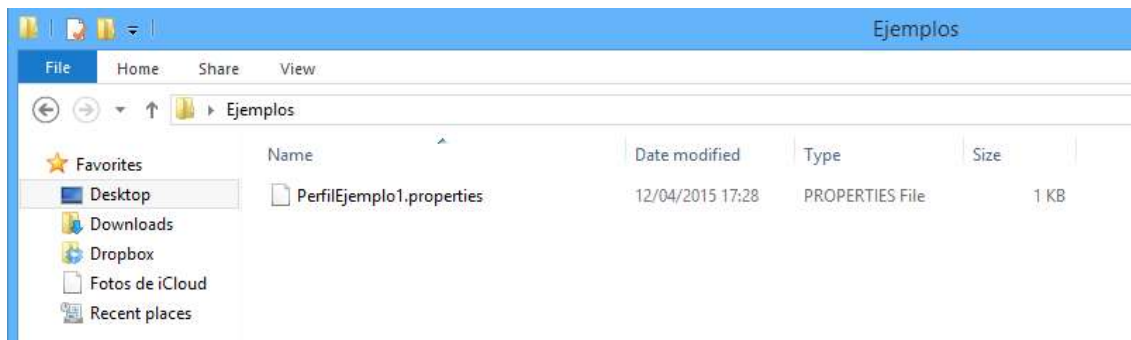 Ejemplos
File Home Share View
Ejemplos
Favorites
Desktop
Downloads
Dropbox
Fotos de iCloud
Recent places
Name Date modified Type Size
PerfilEjemplo1.properties 12/04/2015 17:28 PROPERTIES File 1 KB